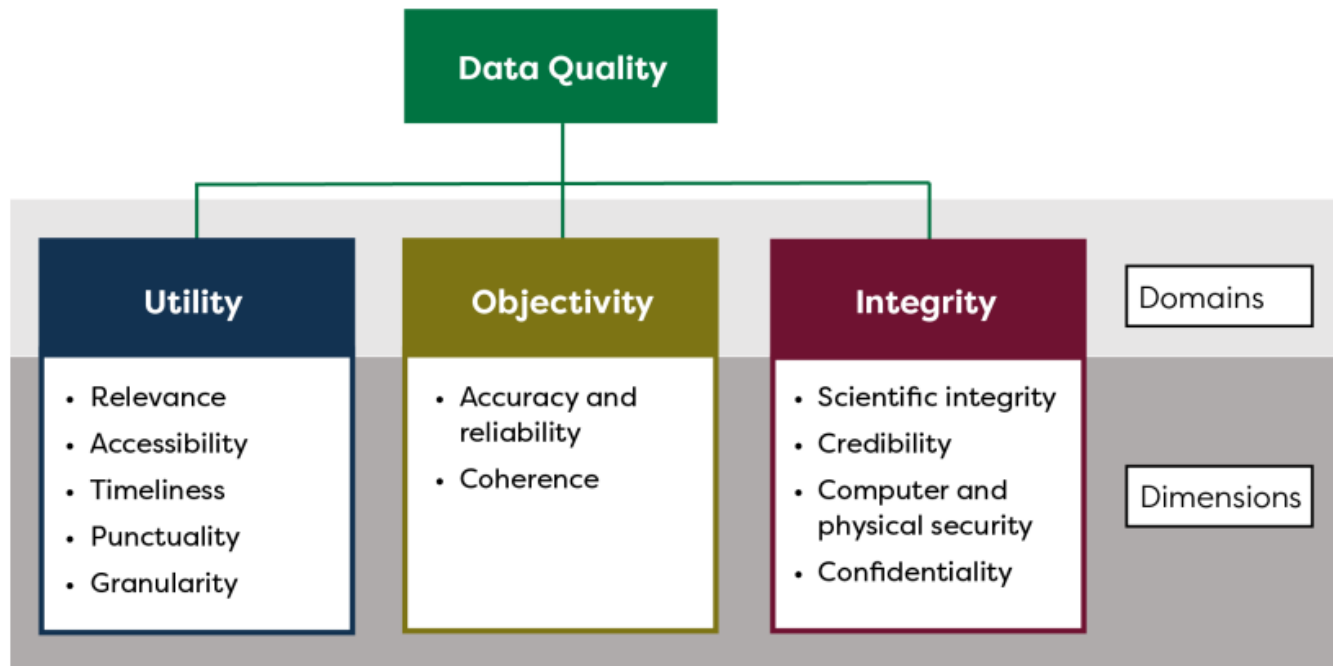 Data Quality
Utility
Objectivity
Integrity
Domains
• Relevance
• Accessibility
• Timeliness
• Punctuality
• Granularity
• Accuracy and
reliability
• Coherence
• Scientific integrity
• Credibility
• Computer and
physical security
• Confidentiality
Dimensions